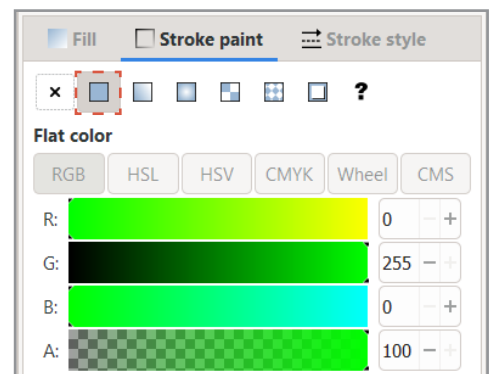 Fill Stroke paint Stroke style
× ?
Flat color
RGB HSL HSV CMYK Wheel CMS
R: 0 − +
G: 255 − +
B: 0 − +
A: 100 − +